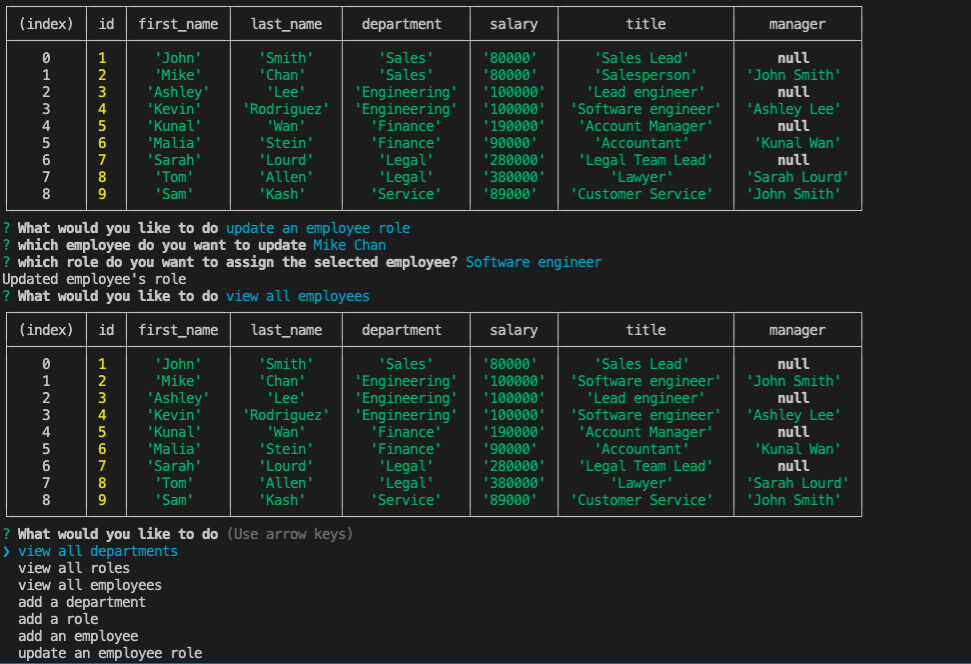 (index) id first_name last_name department salary title manager
0 1 'John' 'Smith' 'Sales' '80000' 'Sales Lead' null
1 2 'Mike' 'Chan' 'Sales' '80000' 'Salesperson' 'John Smith'
2 3 'Ashley' 'Lee' 'Engineering' '100000' 'Lead engineer' null
3 4 'Kevin' 'Rodriguez' 'Engineering' '100000' 'Software engineer' 'Ashley Lee'
4 5 'Kunal' 'Wan' 'Finance' '190000' 'Account Manager' null
5 6 'Malia' 'Stein' 'Finance' '90000' 'Accountant' 'Kunal Wan'
6 7 'Sarah' 'Lourd' 'Legal' '280000' 'Legal Team Lead' null
7 8 'Tom' 'Allen' 'Legal' '380000' 'Lawyer' 'Sarah Lourd'
8 9 'Sam' 'Kash' 'Service' '89000' 'Customer Service' 'John Smith'
? What would you like to do update an employee role
? which employee do you want to update Mike Chan
? which role do you want to assign the selected employee? Software engineer
Updated employee's role
? What would you like to do view all employees
(index) id first_name last_name department salary title manager
0 1 'John' 'Smith' 'Sales' '80000' 'Sales Lead' null
1 2 'Mike' 'Chan' 'Engineering' '100000' 'Software engineer' 'John Smith'
2 3 'Ashley' 'Lee' 'Engineering' '100000' 'Lead engineer' null
3 4 'Kevin' 'Rodriguez' 'Engineering' '100000' 'Software engineer' 'Ashley Lee'
4 5 'Kunal' 'Wan' 'Finance' '190000' 'Account Manager' null
5 6 'Malia' 'Stein' 'Finance' '90000' 'Accountant' 'Kunal Wan'
6 7 'Sarah' 'Lourd' 'Legal' '280000' 'Legal Team Lead' null
7 8 'Tom' 'Allen' 'Legal' '380000' 'Lawyer' 'Sarah Lourd'
8 9 'Sam' 'Kash' 'Service' '89000' 'Customer Service' 'John Smith'
? What would you like to do (Use arrow keys)
❯ view all departments
view all roles
view all employees
add a department
add a role
add an employee
update an employee role